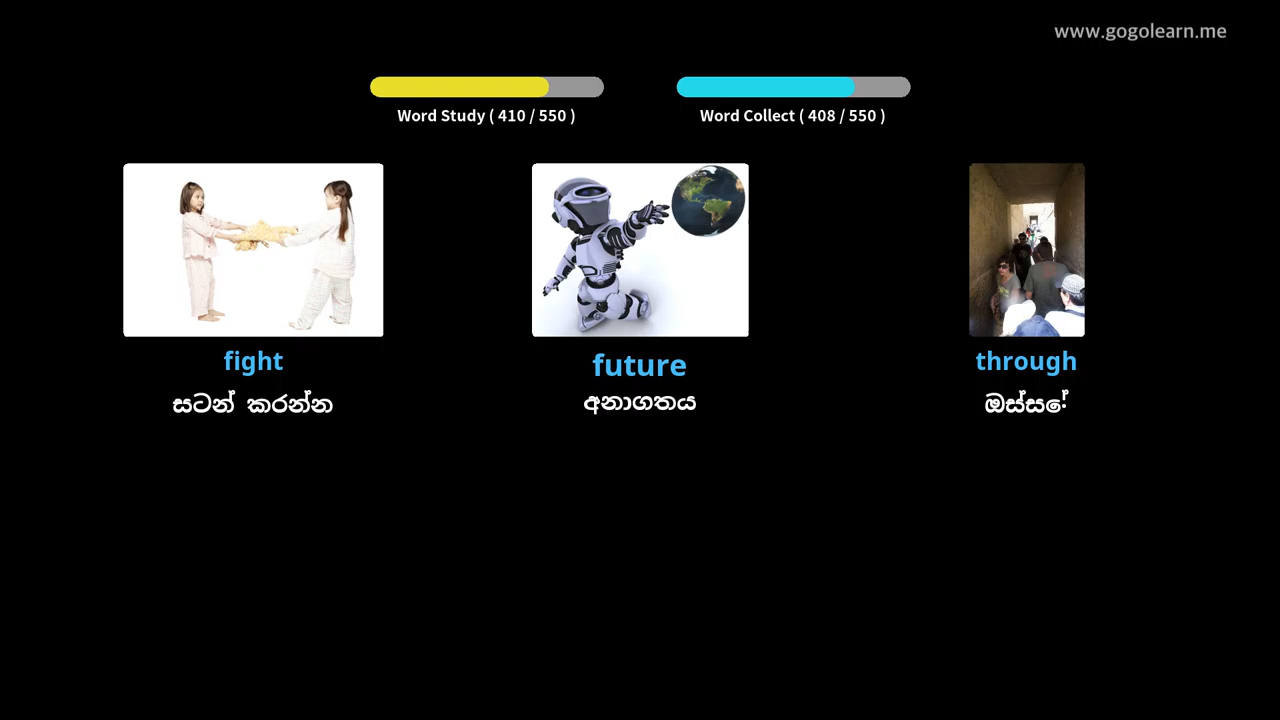 www.gogolearn.me
Word Study ( 410 / 550 )
Word Collect ( 408 / 550 )
fight
future
through
සටන් කරන්න
අනාගතය
ඔස්සේ